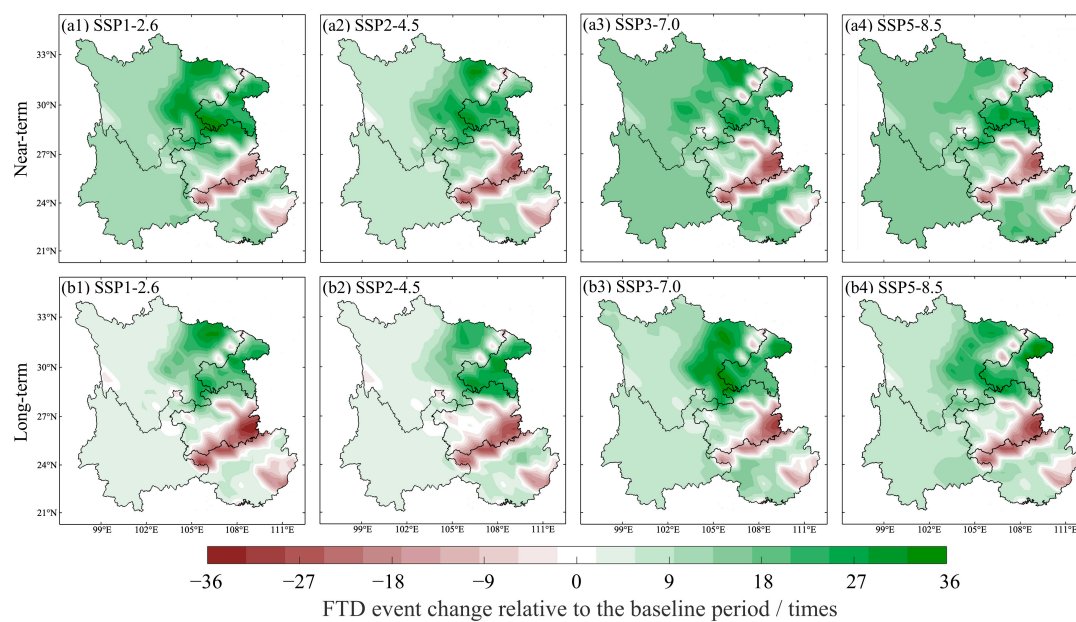 (a1) SSP1-2.6 (a2) SSP2-4.5 (a3) SSP3-7.0 (a4) SSP5-8.5
Near-term
33°N
30°N
27°N
24°N
21°N
(b1) SSP1-2.6 (b2) SSP2-4.5 (b3) SSP3-7.0 (b4) SSP5-8.5
Long-term
33°N
30°N
27°N
24°N
21°N
99°E 102°E 105°E 108°E 111°E 99°E 102°E 105°E 108°E 111°E 99°E 102°E 105°E 108°E 111°E 99°E 102°E 105°E 108°E 111°E
−36 −27 −18 −9 0 9 18 27 36
FTD event change relative to the baseline period / times